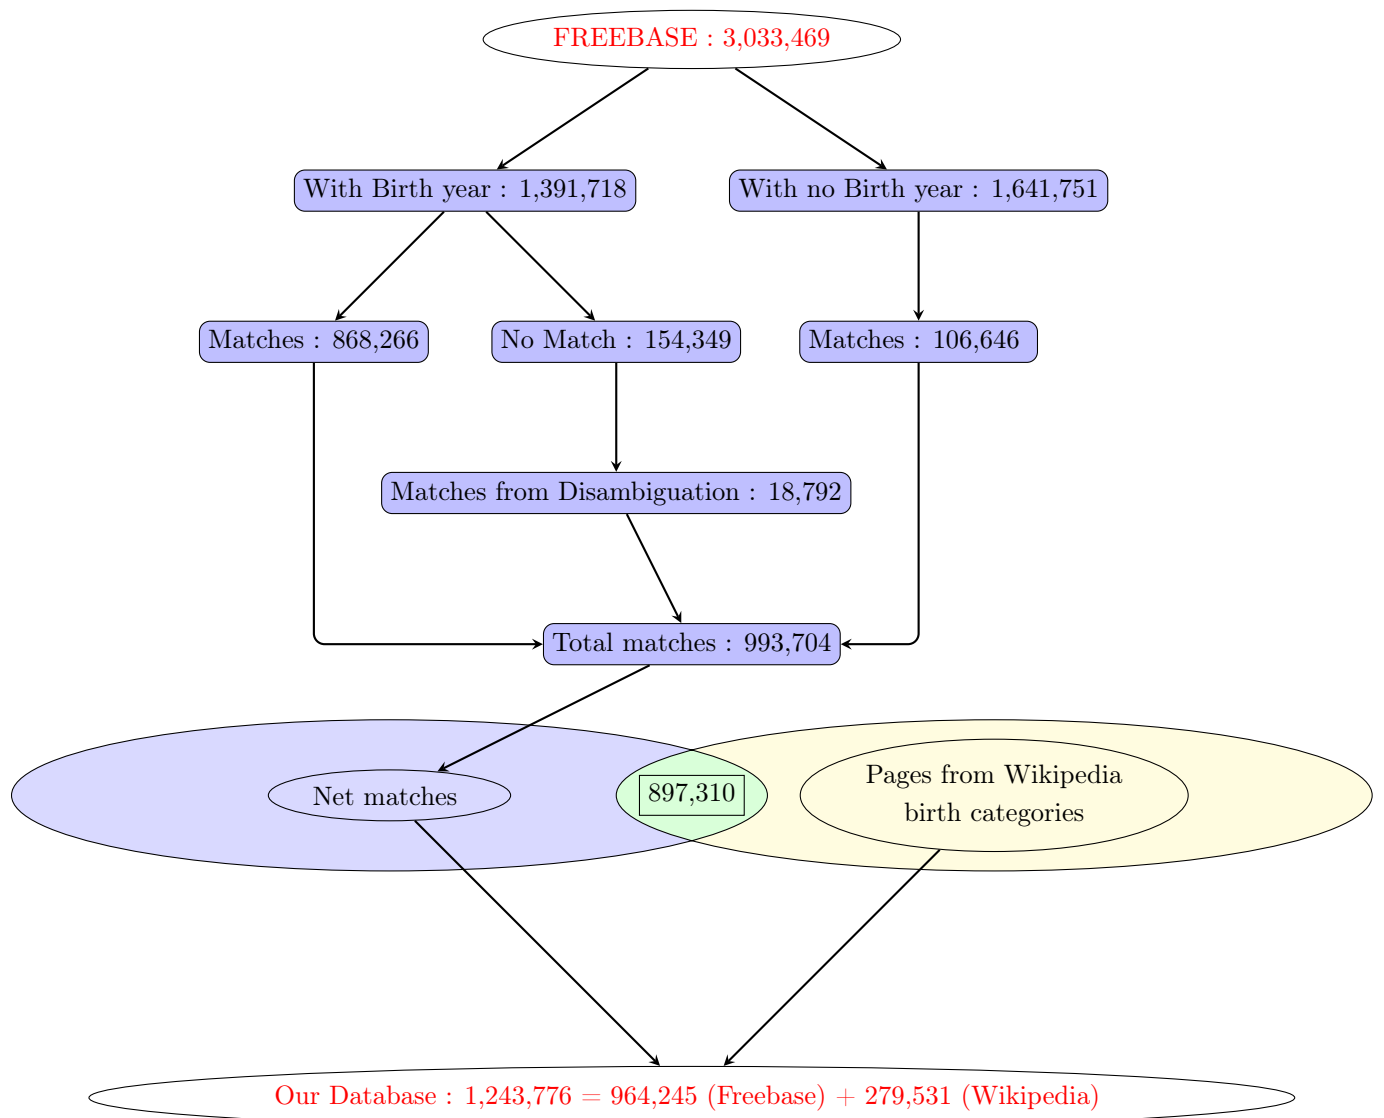 FREEBASE : 3,033,469
With Birth year : 1,391,718
With no Birth year : 1,641,751
Matches : 868,266
No Match : 154,349
Matches : 106,646
Matches from Disambiguation : 18,792
Total matches : 993,704
Net matches
897,310
Pages from Wikipedia
birth categories
Our Database : 1,243,776 = 964,245 (Freebase) + 279,531 (Wikipedia)